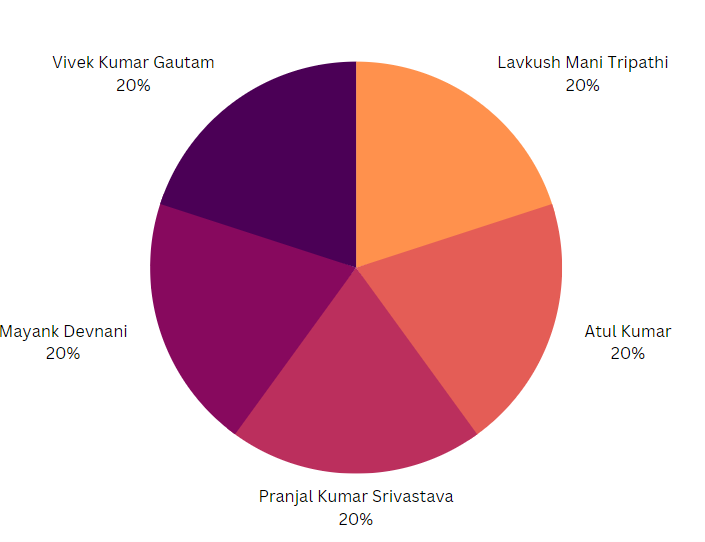 Vivek Kumar Gautam
20%
Lavkush Mani Tripathi
20%
Mayank Devnani
20%
Atul Kumar
20%
Pranjal Kumar Srivastava
20%